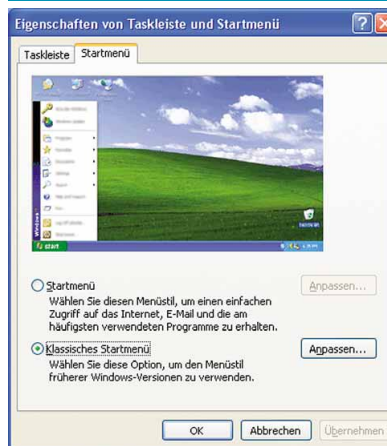 Eigenschaften von Taskleiste und Startmenü
Taskleiste Startmenü
start
Startmenü Anpassen...
Wählen Sie diesen Menüstil, um einen einfachen
Zugriff auf das Internet, E-Mail und die am
häufigsten verwendeten Programme zu erhalten.
Klassisches Startmenü Anpassen...
Wählen Sie diese Option, um den Menüstil
früherer Windows-Versionen zu verwenden.
OK Abbrechen Übernehmen